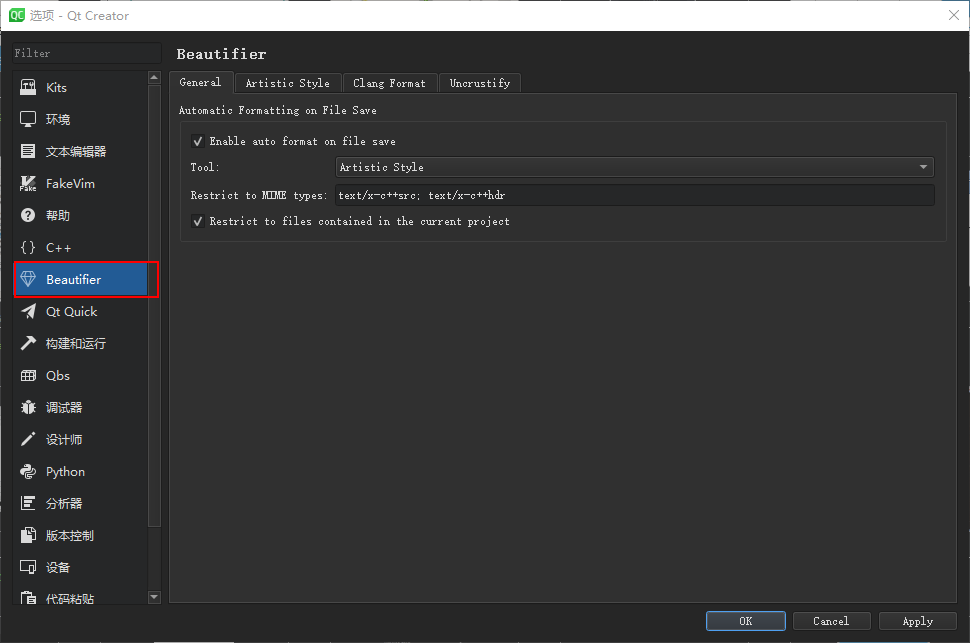 QC 选项 - Qt Creator
Filter
Kits
环境
文本编辑器
Fake
FakeVim
帮助
C++
Beautifier
Qt Quick
构建和运行
Qbs
调试器
设计师
Python
分析器
版本控制
设备
代码粘贴
Beautifier
General Artistic Style Clang Format Uncrustify
Automatic Formatting on File Save
Enable auto format on file save
Tool: Artistic Style
Restrict to MIME types: text/x-c++src; text/x-c++hdr
Restrict to files contained in the current project
OK Cancel Apply